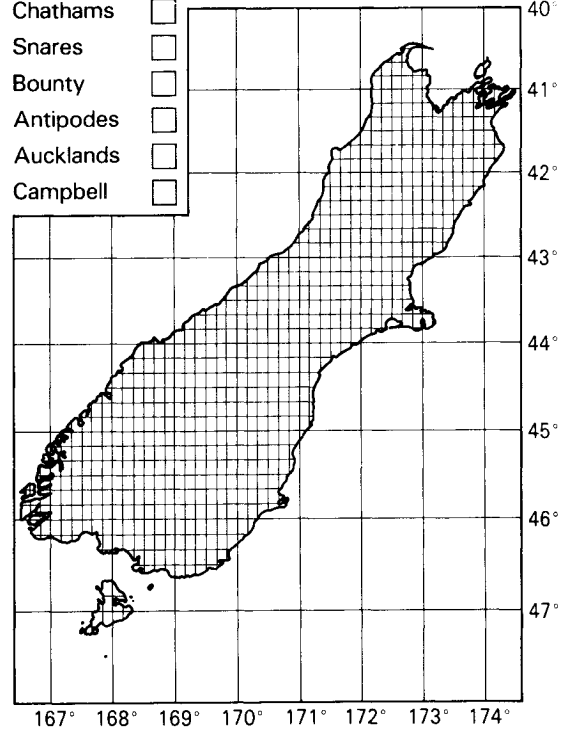 Chathams
Snares
Bounty
Antipodes
Aucklands
Campbell
40°
41°
42°
43°
44°
45°
46°
47°
167° 168° 169° 170° 171° 172° 173° 174°